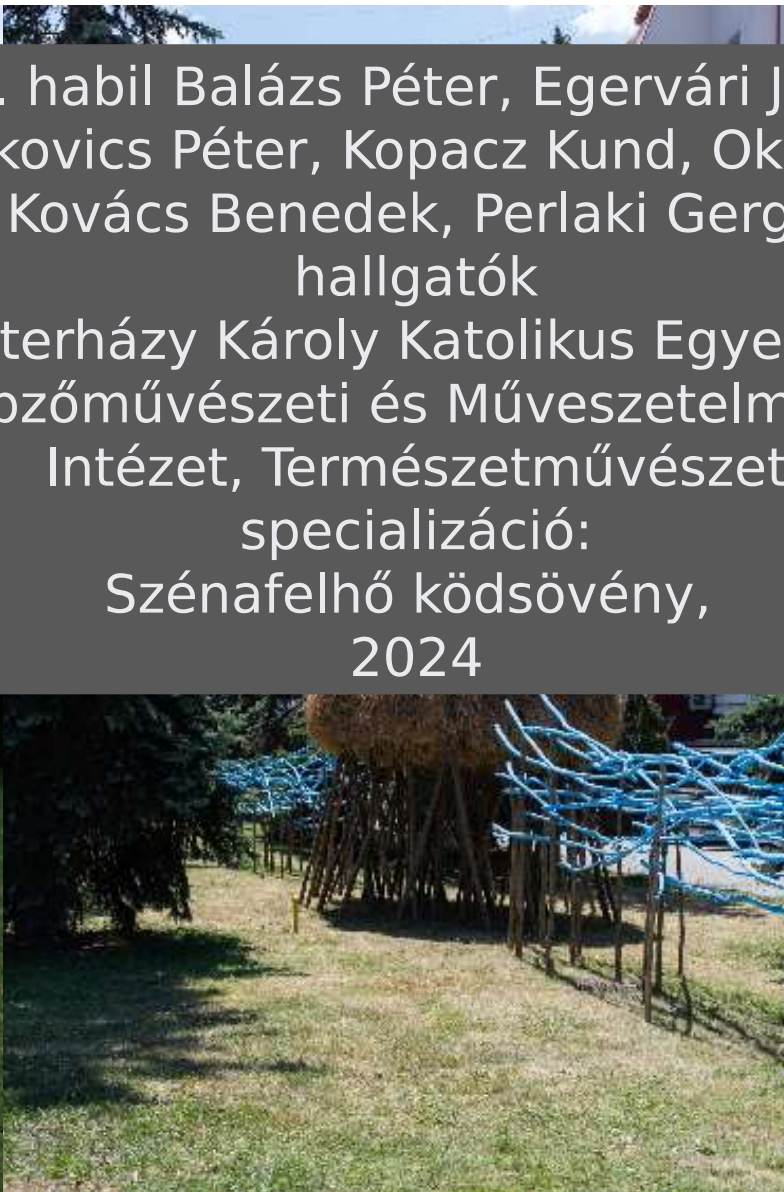 . habil Balázs Péter, Egervári J
kovics Péter, Kopacz Kund, Ok
Kovács Benedek, Perlaki Gerg
hallgatók
terházy Károly Katolikus Egye
pzőművészeti és Műveszetelm
Intézet, Természetművészet
specializáció:
Szénafelhő ködsövény,
2024